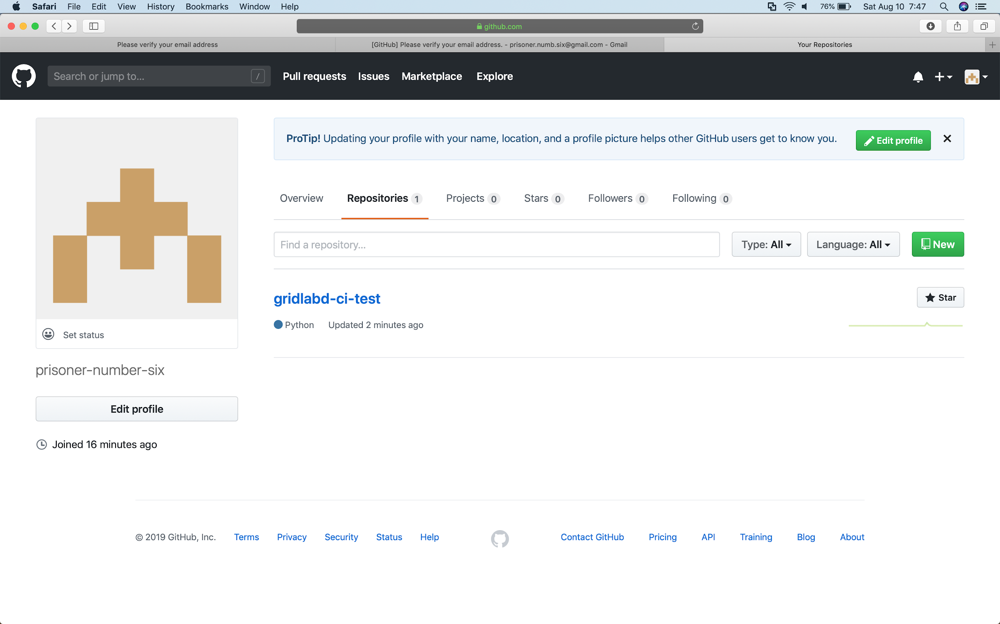 Safari File Edit View History Bookmarks Window Help 76% Sat Aug 10 7:47
github.com
Please verify your email address
[GitHub] Please verify your email address. - prisoner.numb.six@gmail.com - Gmail
Your Repositories
Search or jump to... /
Pull requests Issues Marketplace Explore
ProTip! Updating your profile with your name, location, and a profile picture helps other GitHub users get to know you.
Edit profile
Overview Repositories 1 Projects 0 Stars 0 Followers 0 Following 0
Find a repository... Type: All Language: All New
gridlabd-ci-test
Star
Python Updated 2 minutes ago
Set status
prisoner-number-six
Edit profile
Joined 16 minutes ago
© 2019 GitHub, Inc. Terms Privacy Security Status Help Contact GitHub Pricing API Training Blog About